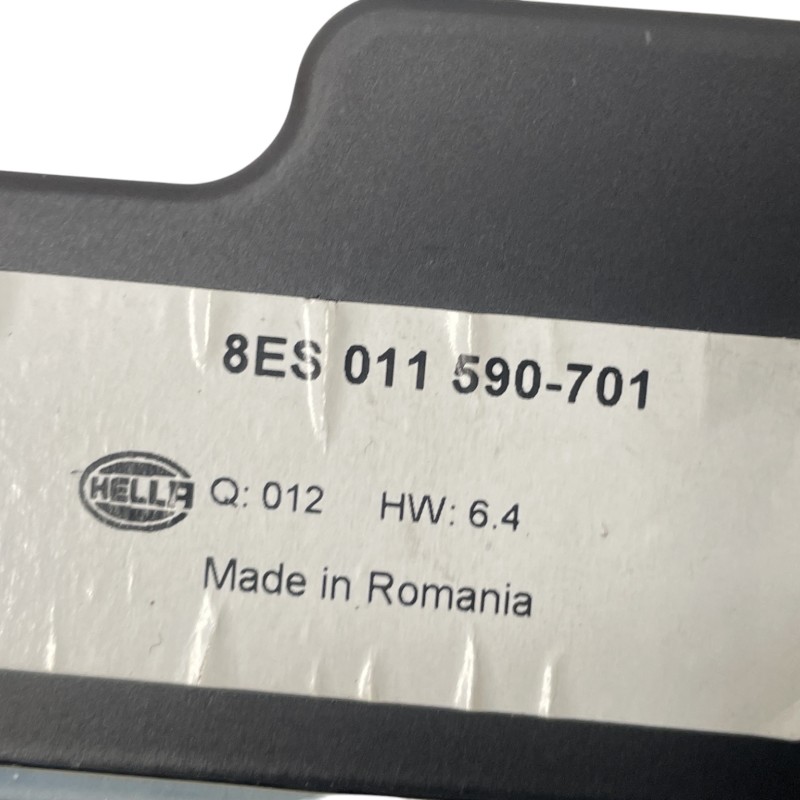 8ES 011 590-701
HELLA Q: 012 HW: 6.4
Made in Romania